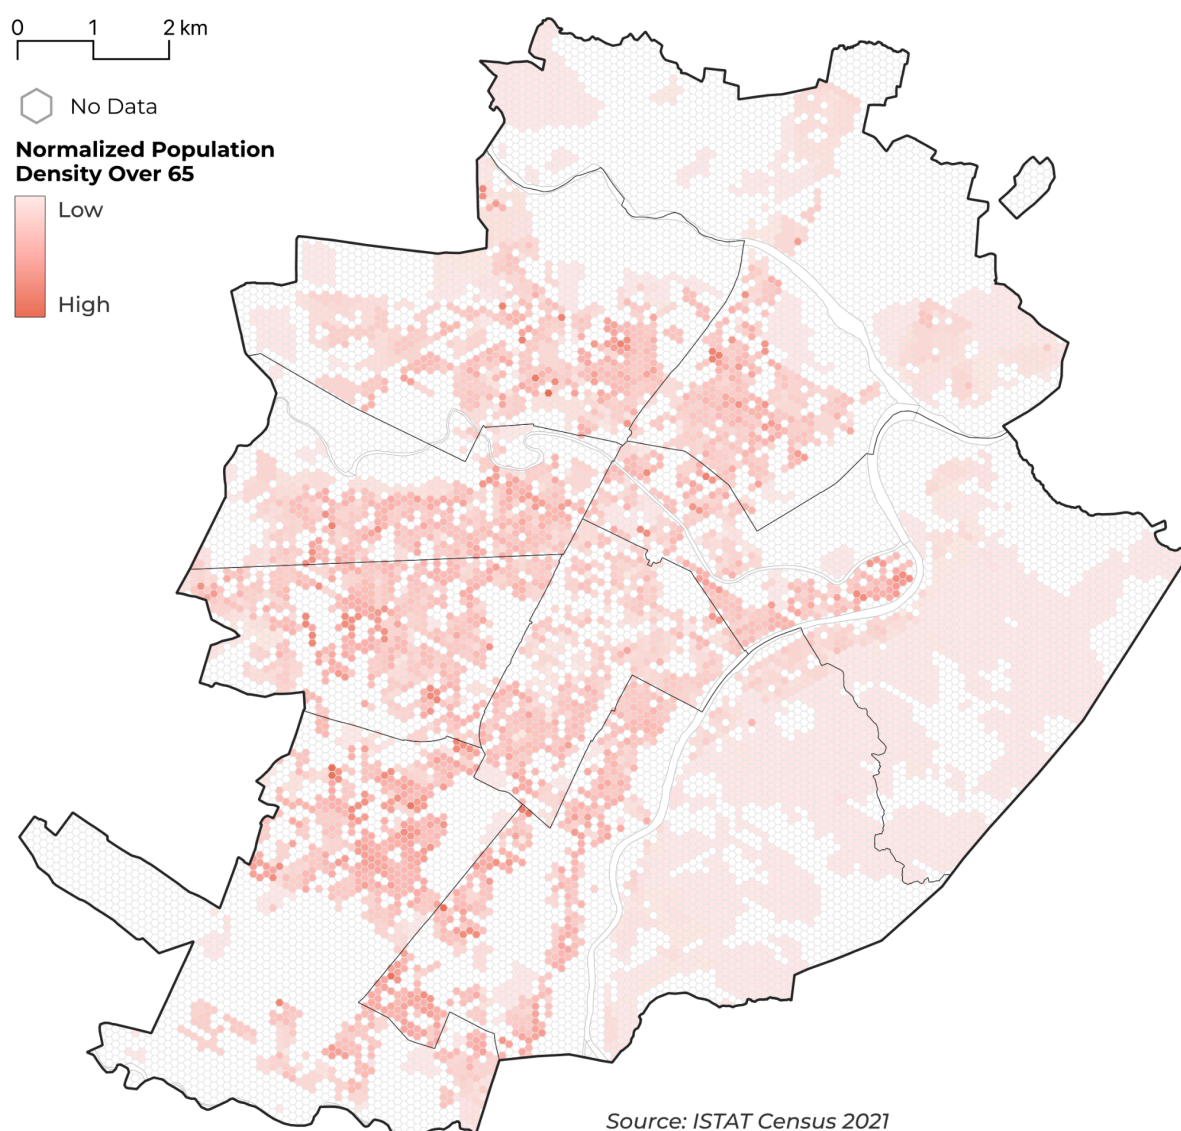 0 1 2 km
No Data
Normalized Population
Density Over 65
Low
High
Source: ISTAT Census 2021